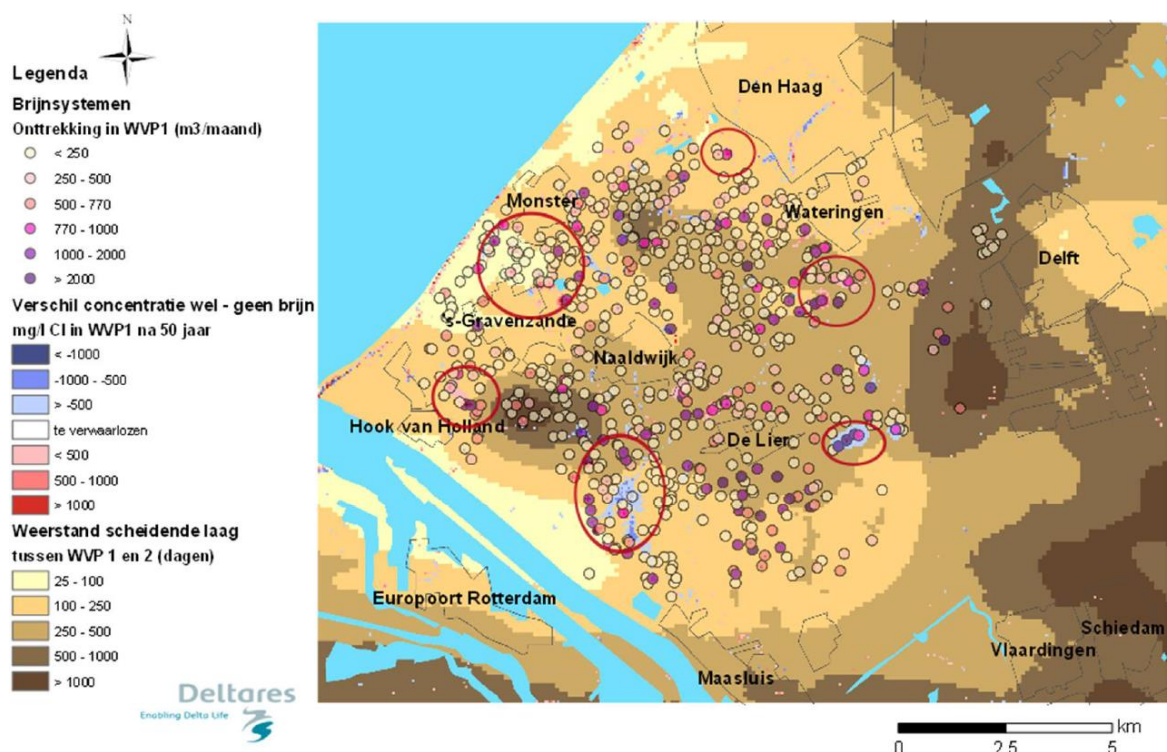 N
Legenda
Brijnsystemen
Onttrekking in WVP1 (m3/maand)
< 250
250 - 500
500 - 770
770 - 1000
1000 - 2000
> 2000
Verschil concentratie wel - geen brijn
mg/l Cl in WVP1 na 50 jaar
< -1000
-1000 - -500
> -500
te verwaarlozen
< 500
500 - 1000
> 1000
Weerstand scheidende laag
tussen WVP 1 en 2 (dagen)
25 - 100
100 - 250
250 - 500
500 - 1000
> 1000
Deltares
Enabling Delta Life
Den Haag
Monster
Wateringen
Delft
's-Gravenzande
Naaldwijk
Hoek van Holland
De Lier
Europoort Rotterdam
Schiedam
Vlaardingen
Maasluis
km
0 2,5 5